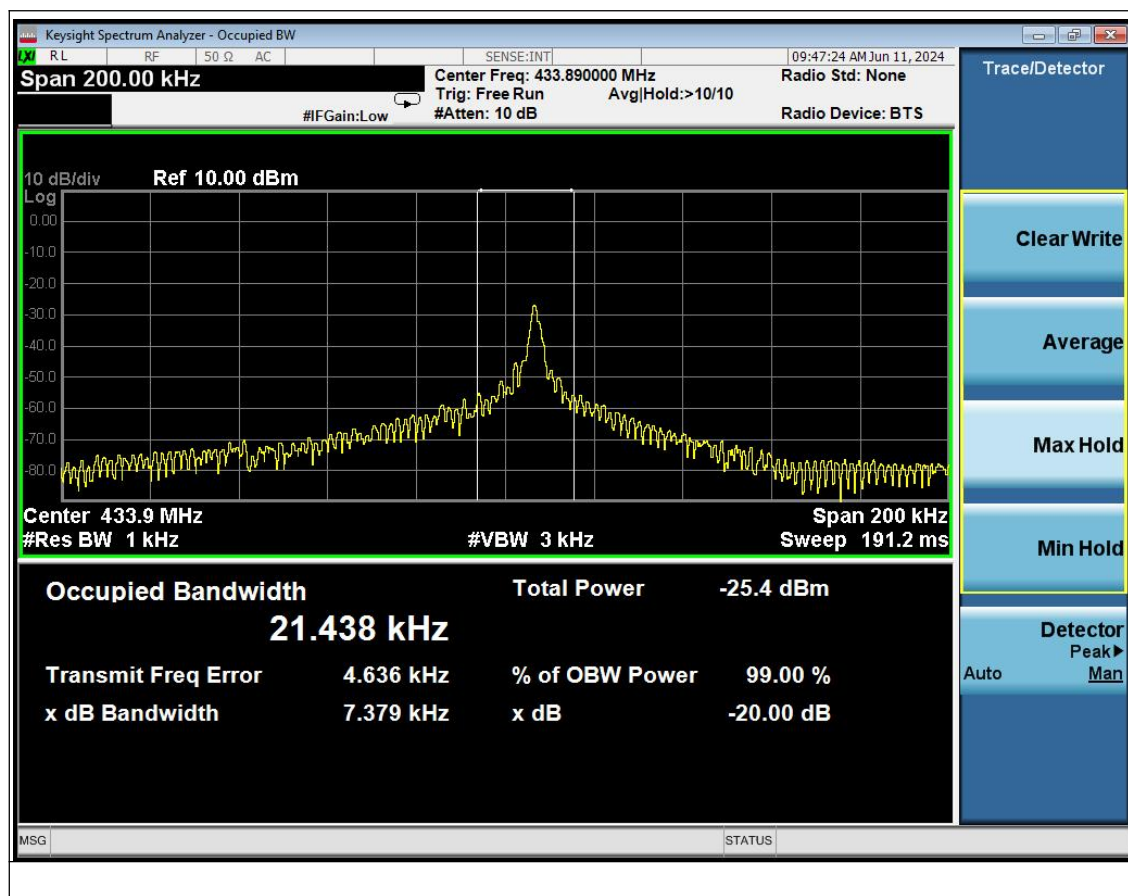 Keysight Spectrum Analyzer - Occupied BW
LXI RL RF 50 Ω AC SENSE:INT 09:47:24 AM Jun 11, 2024
Span 200.00 kHz
Center Freq: 433.890000 MHz Radio Std: None
Trig: Free Run Avg|Hold:>10/10
#IFGain:Low #Atten: 10 dB Radio Device: BTS
10 dB/div Ref 10.00 dBm
Log
0.00
-10.0
-20.0
-30.0
-40.0
-50.0
-60.0
-70.0
-80.0
Center 433.9 MHz Span 200 kHz
#Res BW 1 kHz #VBW 3 kHz Sweep 191.2 ms
Occupied Bandwidth Total Power -25.4 dBm
21.438 kHz
Transmit Freq Error 4.636 kHz % of OBW Power 99.00 %
x dB Bandwidth 7.379 kHz x dB -20.00 dB
Trace/Detector
Clear Write
Average
Max Hold
Min Hold
Detector
Peak▶
Auto Man
MSG STATUS